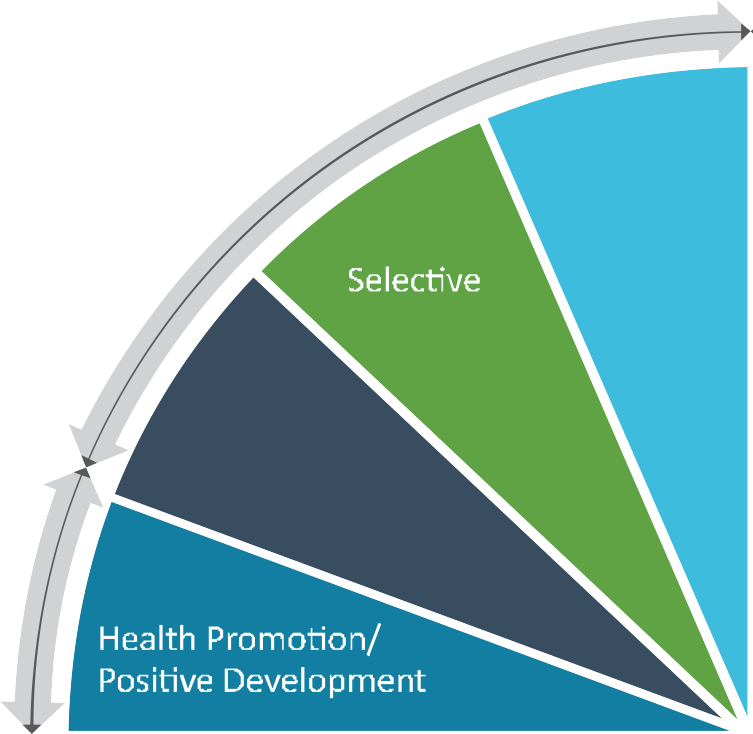 Selective
Health Promotion/
Positive Development